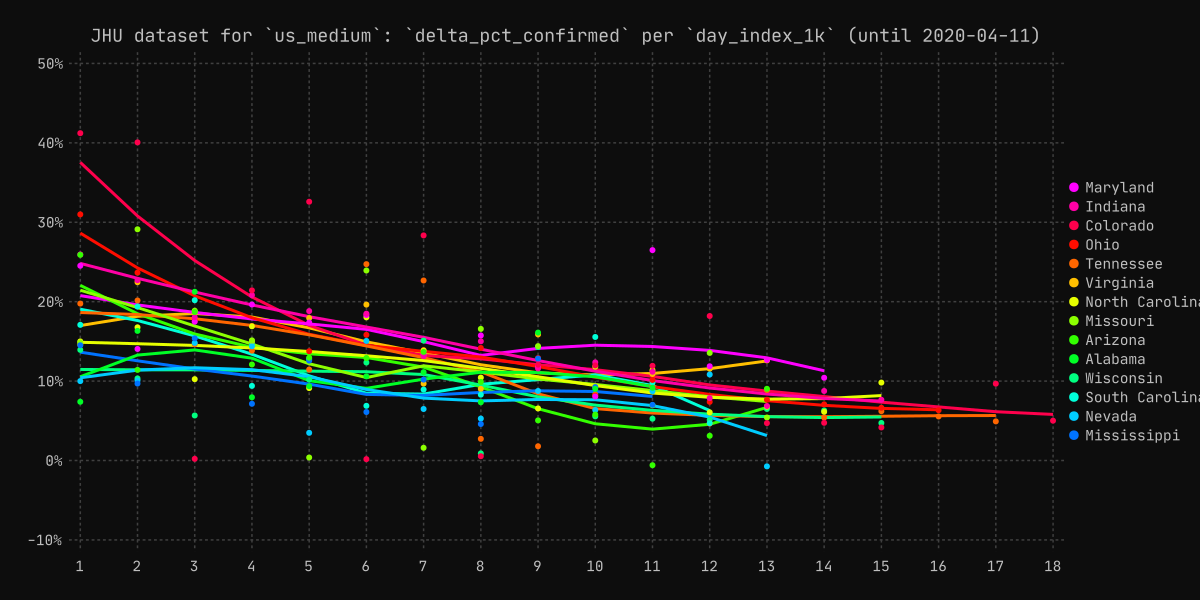 JHU dataset for `us_medium`: `delta_pct_confirmed` per `day_index_1k` (until 2020-04-11)
50%
40%
30%
20%
10%
0%
-10%
1 2 3 4 5 6 7 8 9 10 11 12 13 14 15 16 17 18
Maryland
Indiana
Colorado
Ohio
Tennessee
Virginia
North Carolina
Missouri
Arizona
Alabama
Wisconsin
South Carolina
Nevada
Mississippi